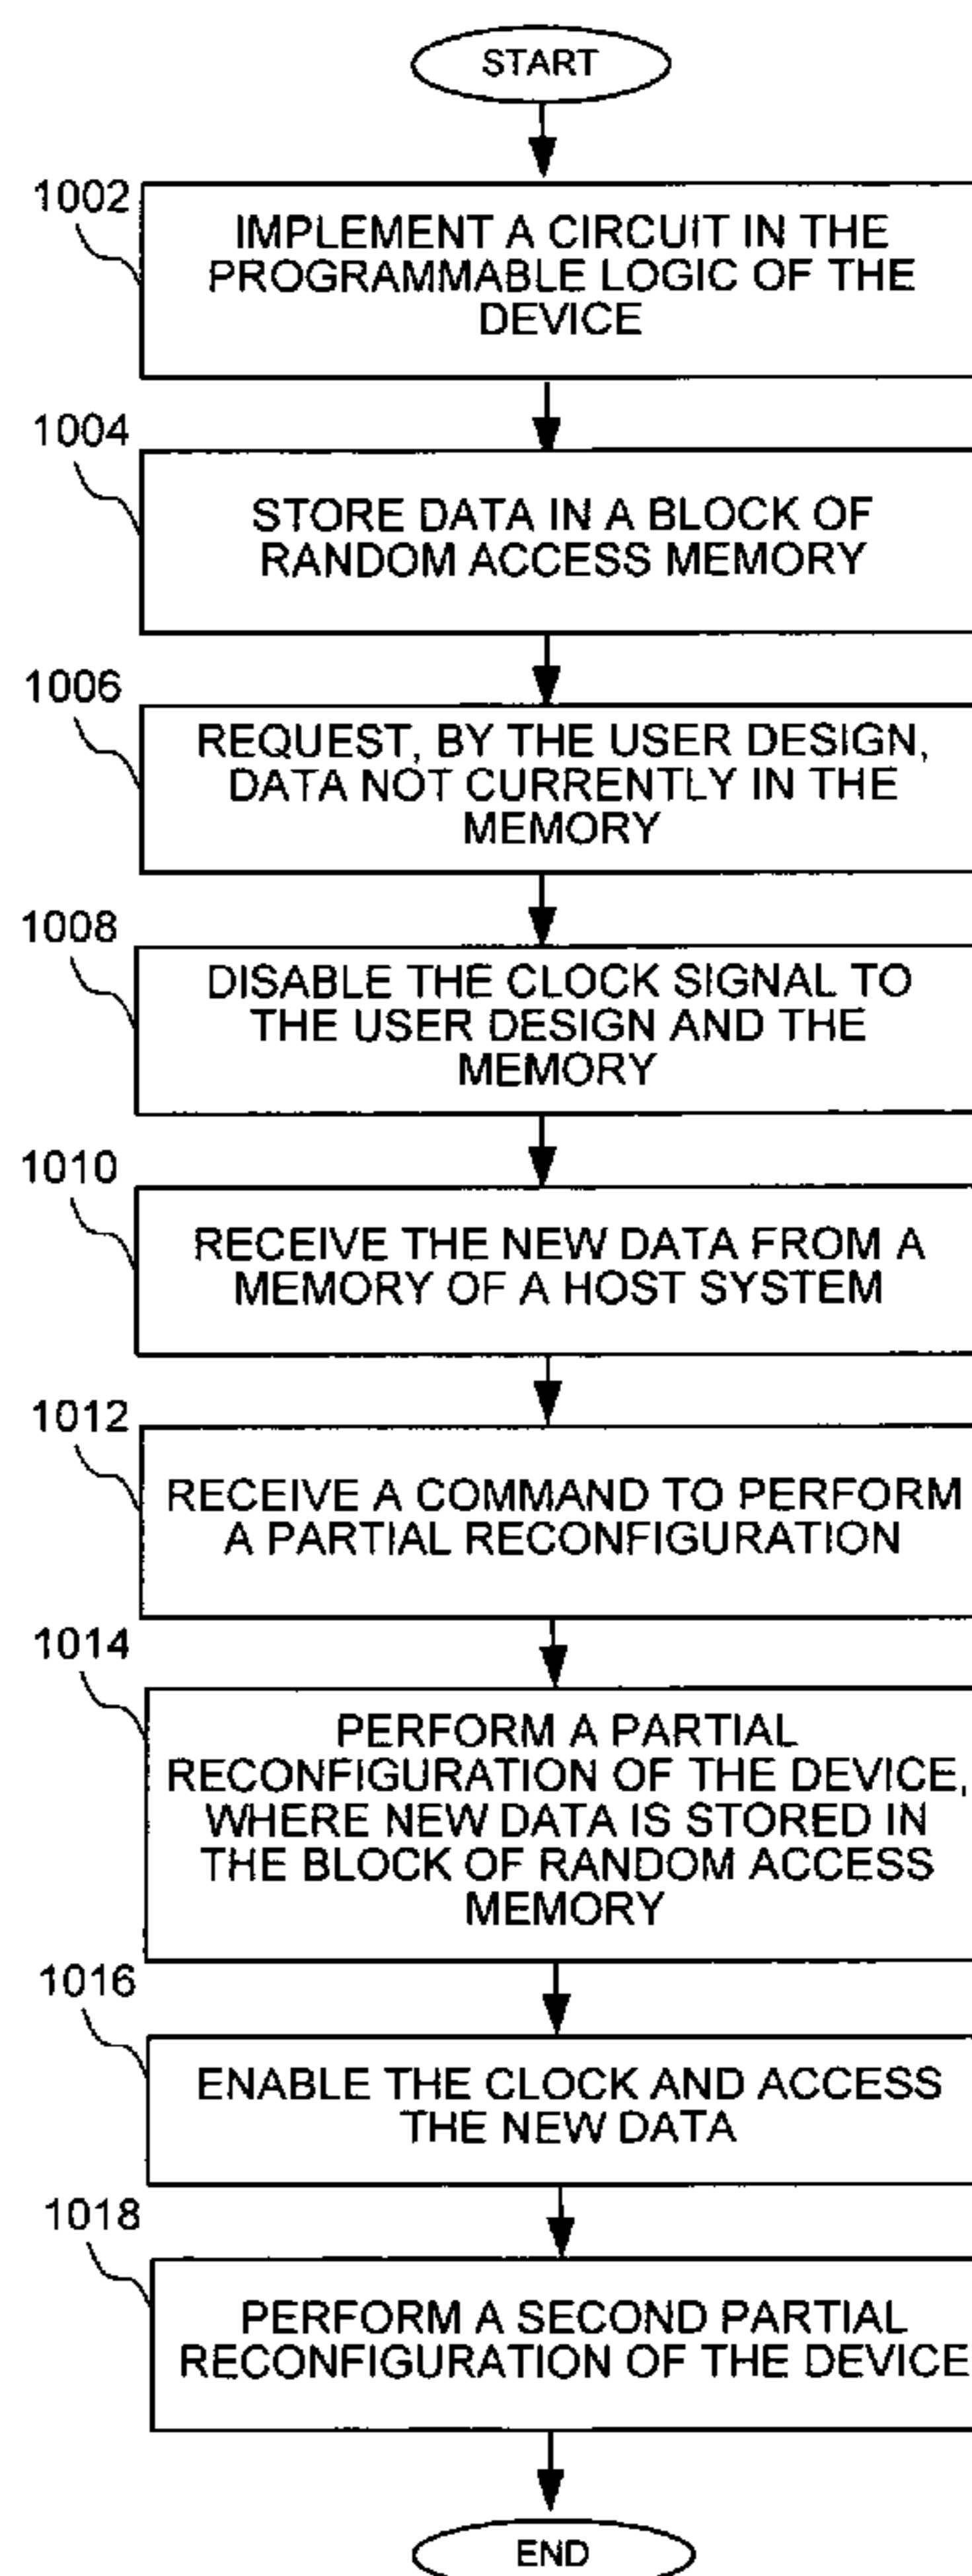 START
1002
IMPLEMENT A CIRCUIT IN THE
PROGRAMMABLE LOGIC OF THE
DEVICE
1004
STORE DATA IN A BLOCK OF
RANDOM ACCESS MEMORY
1006
REQUEST, BY THE USER DESIGN,
DATA NOT CURRENTLY IN THE
MEMORY
1008
DISABLE THE CLOCK SIGNAL TO
THE USER DESIGN AND THE
MEMORY
1010
RECEIVE THE NEW DATA FROM A
MEMORY OF A HOST SYSTEM
1012
RECEIVE A COMMAND TO PERFORM
A PARTIAL RECONFIGURATION
1014
PERFORM A PARTIAL
RECONFIGURATION OF THE DEVICE,
WHERE NEW DATA IS STORED IN
THE BLOCK OF RANDOM ACCESS
MEMORY
1016
ENABLE THE CLOCK AND ACCESS
THE NEW DATA
1018
PERFORM A SECOND PARTIAL
RECONFIGURATION OF THE DEVICE
END